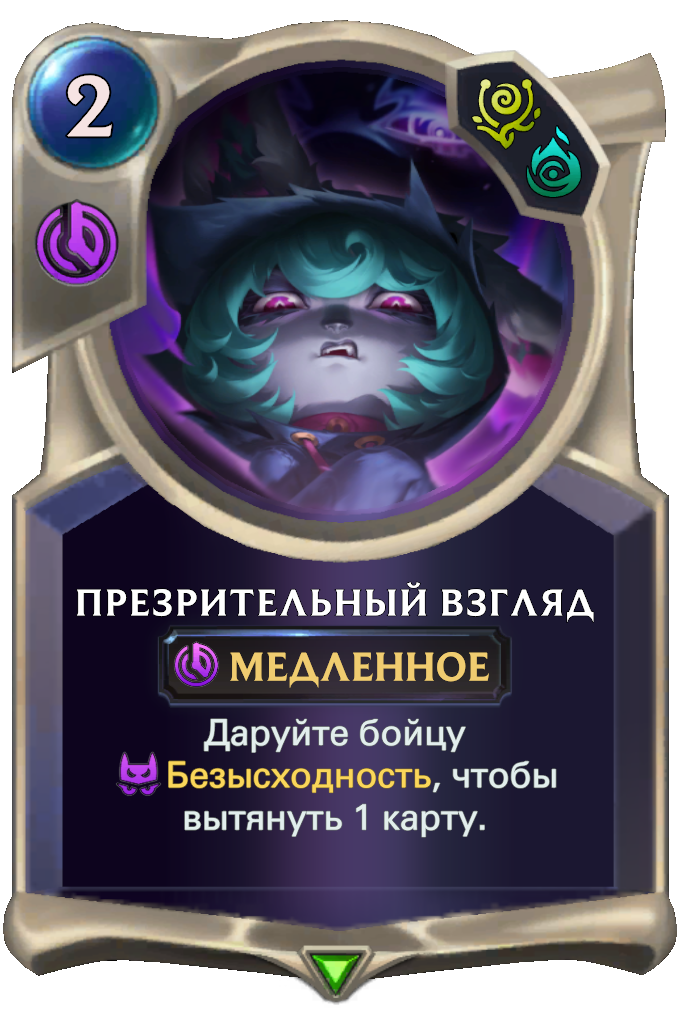 2
ПРЕЗРИТЕЛЬНЫЙ ВЗГЛЯД
МЕДЛЕННОЕ
Даруйте бойцу
Безысходность, чтобы
вытянуть 1 карту.